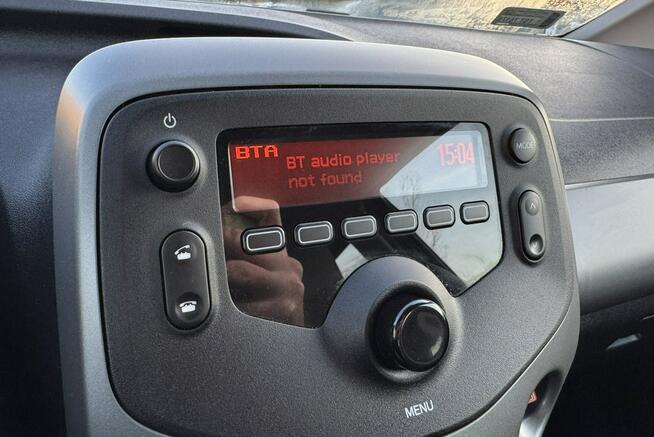 BTA
BT audio player
not found
15:04
MODE
MENU